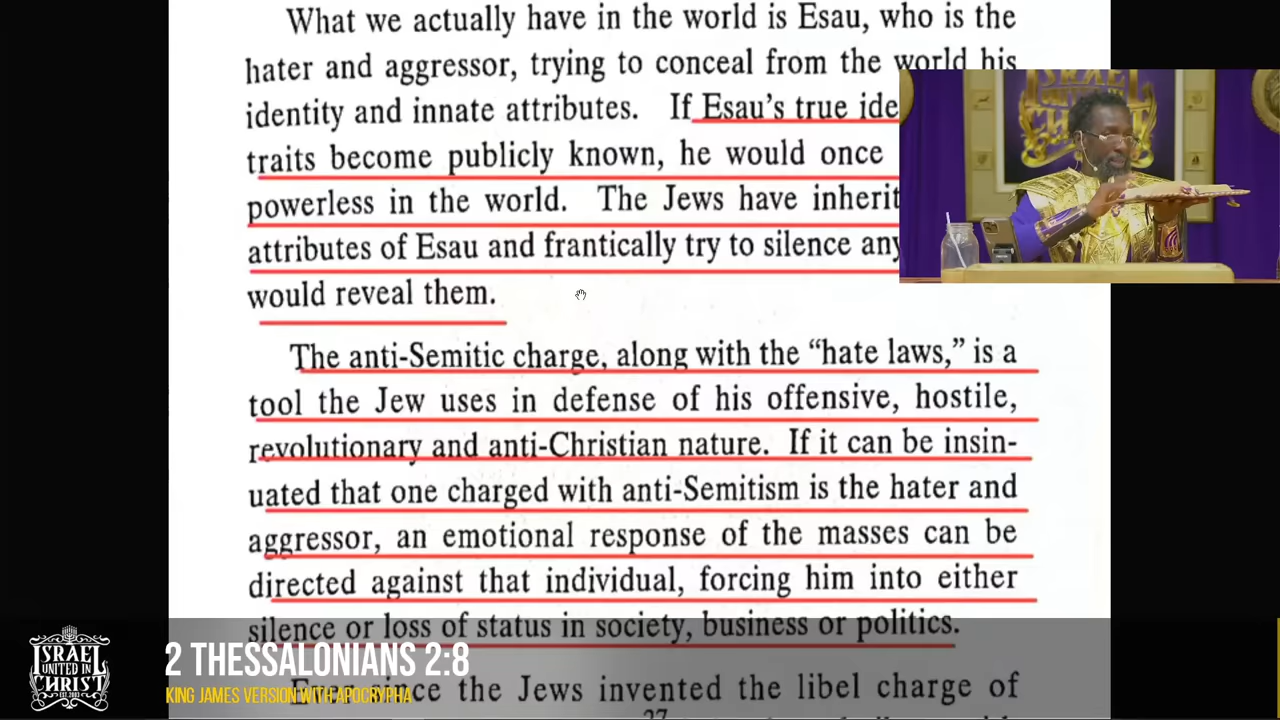 What we actually have in the world is Esau, who is the
hater and aggressor, trying to conceal from the world his
identity and innate attributes. If Esau's true
traits become publicly known, he would once
powerless in the world. The Jews have
attributes of Esau and frantically try to silence
would reveal them.
The anti-Semitic charge, along with the “hate laws,” is a
tool the Jew uses in defense of his offensive, hostile,
revolutionary and anti-Christian nature. If it can be insin-
uated that one charged with anti-Semitism is the hater and
aggressor, an emotional response of the masses can be
directed against that individual, forcing him into either
silence or loss of status in society, business or politics.
since the Jews invented the libel charge of
27
ISRAEL
UNITED IN
CHRIST
2 THESSALONIANS 2:8
KING JAMES VERSION WITH APOCRYPHA